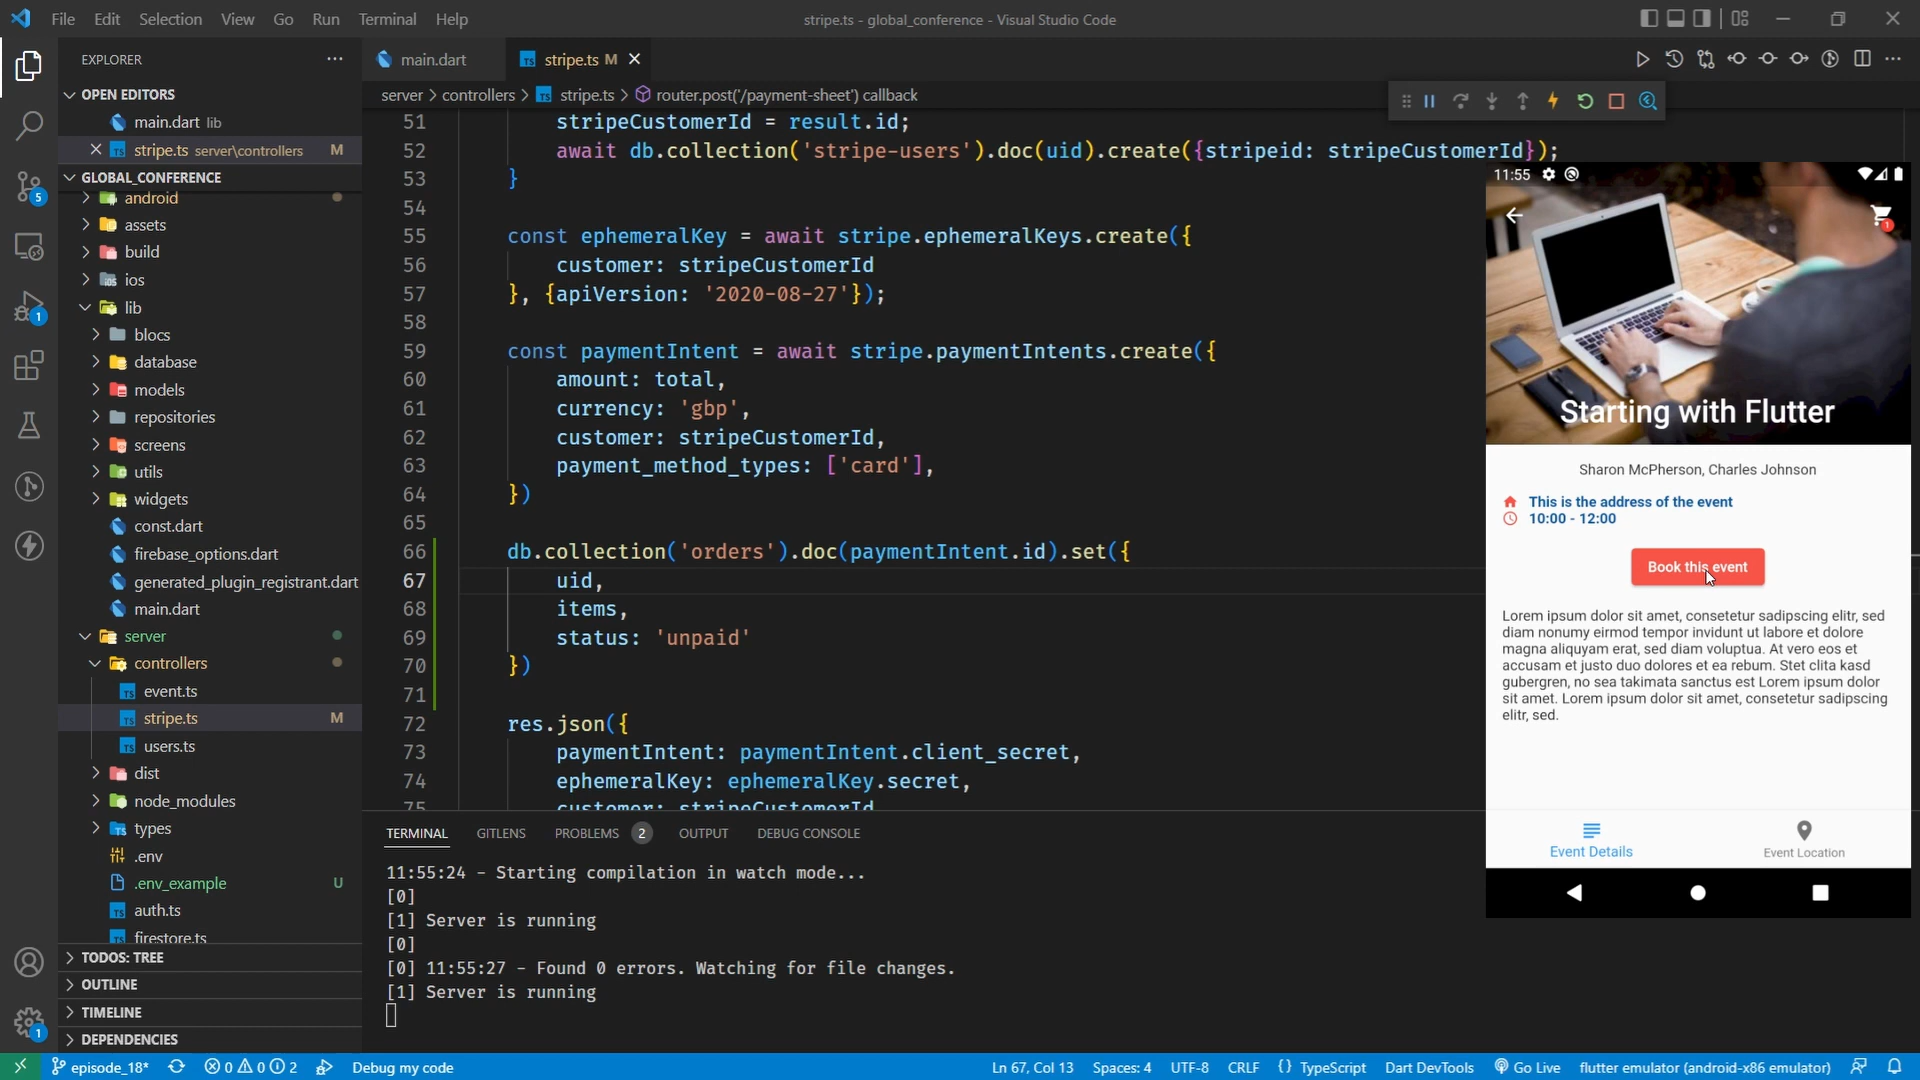 File Edit Selection View Go Run Terminal Help
stripe.ts - global_conference - Visual Studio Code
EXPLORER
OPEN EDITORS
main.dart lib
stripe.ts server\controllers M
GLOBAL_CONFERENCE
android
assets
build
ios
lib
blocs
database
models
repositories
screens
utils
widgets
const.dart
firebase_options.dart
generated_plugin_registrant.dart
main.dart
server
controllers
event.ts
stripe.ts M
users.ts
dist
node_modules
types
.env
.env_example U
auth.ts
firestore.ts
TODOS: TREE
OUTLINE
TIMELINE
DEPENDENCIES
5
1
1
main.dart
stripe.ts M
server > controllers > stripe.ts > router.post('/payment-sheet') callback
51 stripeCustomerId = result.id;
52 await db.collection('stripe-users').doc(uid).create({stripeid: stripeCustomerId});
53 }
54
55 const ephemeralKey = await stripe.ephemeralKeys.create({
56 customer: stripeCustomerId
57 }, {apiVersion: '2020-08-27'});
58
59 const paymentIntent = await stripe.paymentIntents.create({
60 amount: total,
61 currency: 'gbp',
62 customer: stripeCustomerId,
63 payment_method_types: ['card'],
64 })
65
66 db.collection('orders').doc(paymentIntent.id).set({
67 uid,
68 items,
69 status: 'unpaid'
70 })
71
72 res.json({
73 paymentIntent: paymentIntent.client_secret,
74 ephemeralKey: ephemeralKey.secret,
75 customer: stripeCustomerId
TERMINAL GITLENS PROBLEMS 2 OUTPUT DEBUG CONSOLE
11:55:24 - Starting compilation in watch mode...
[0]
[1] Server is running
[0]
[0] 11:55:27 - Found 0 errors. Watching for file changes.
[1] Server is running
11:55
1
Starting with Flutter
Sharon McPherson, Charles Johnson
This is the address of the event
10:00 - 12:00
Book this event
Lorem ipsum dolor sit amet, consetetur sadipscing elitr, sed
diam nonumy eirmod tempor invidunt ut labore et dolore
magna aliquyam erat, sed diam voluptua. At vero eos et
accusam et justo duo dolores et ea rebum. Stet clita kasd
gubergren, no sea takimata sanctus est Lorem ipsum dolor
sit amet. Lorem ipsum dolor sit amet, consetetur sadipscing
elitr, sed.
Event Details
Event Location
episode_18* 0 0 2 Debug my code
Ln 67, Col 13 Spaces: 4 UTF-8 CRLF {} TypeScript Dart DevTools Go Live flutter emulator (android-x86 emulator)